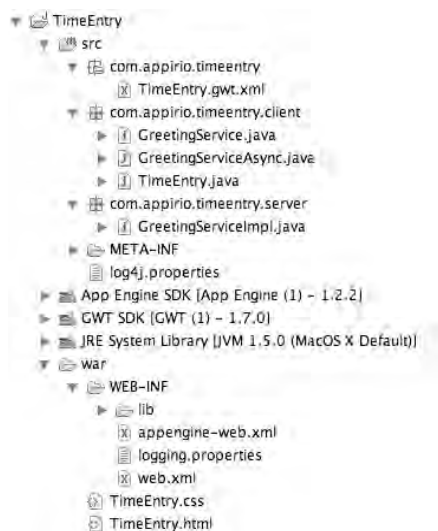 TimeEntry
src
com.appirio.timeentry
TimeEntry.gwt.xml
com.appirio.timeentry.client
GreetingService.java
GreetingServiceAsync.java
TimeEntry.java
com.appirio.timeentry.server
GreetingServiceImpl.java
META-INF
log4j.properties
App Engine SDK [App Engine (1) - 1.2.2]
GWT SDK [GWT (1) - 1.7.0]
JRE System Library [JVM 1.5.0 (MacOS X Default)]
war
WEB-INF
lib
appengine-web.xml
logging.properties
web.xml
TimeEntry.css
TimeEntry.html